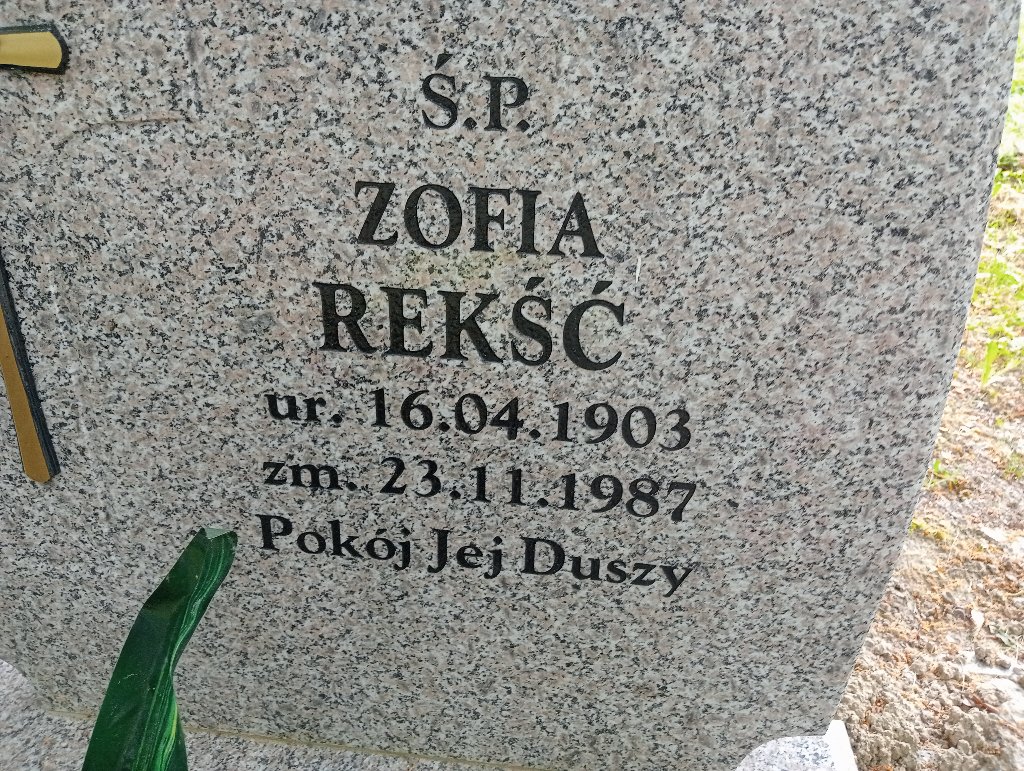 Ś.P.
ZOFIA
REKŚĆ
ur. 16.04.1903
zm. 23.11.1987
Pokój Jej Duszy